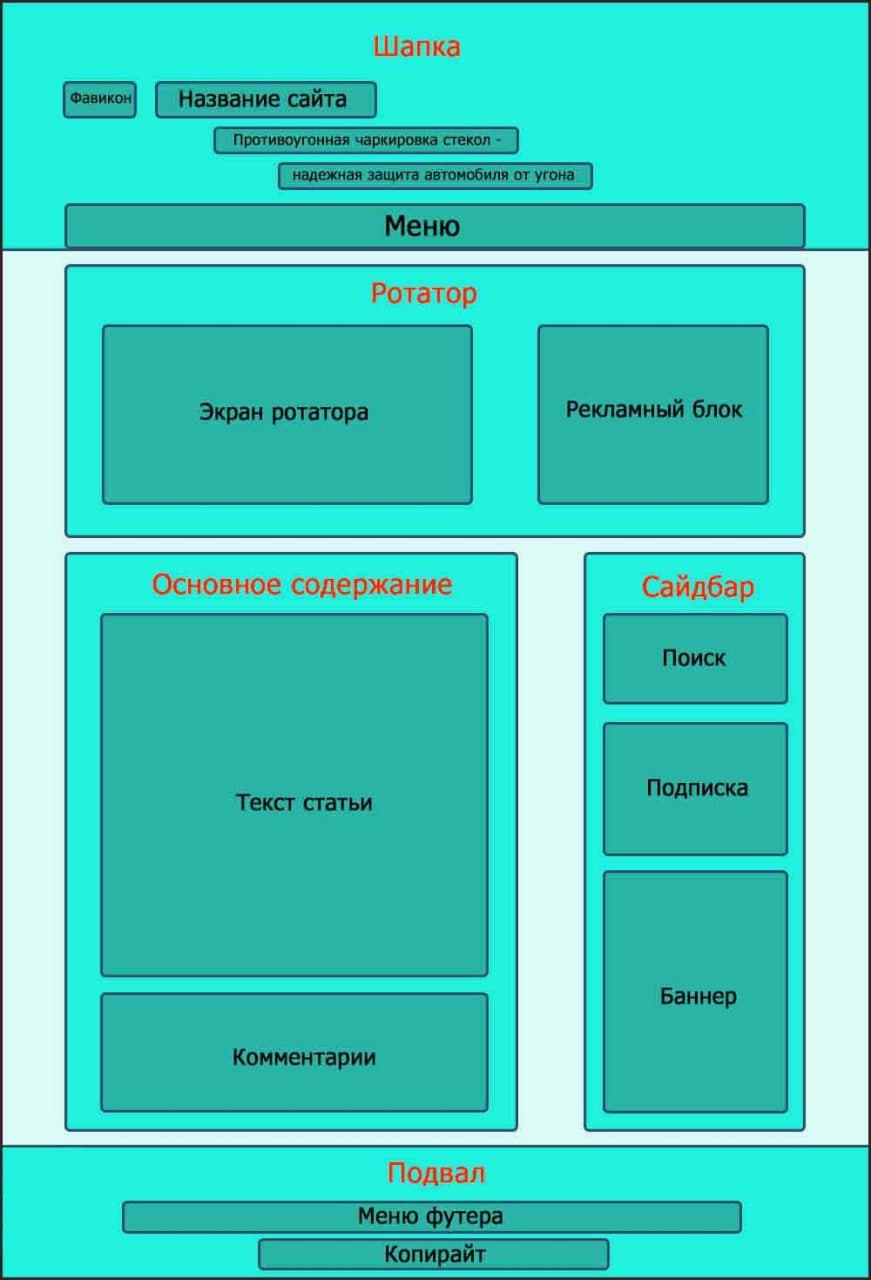 Шапка
Фавикон
Название сайта
Противоугонная чаркировка стекол -
надежная защита автомобиля от угона
Меню
Ротатор
Экран ротатора
Рекламный блок
Основное содержание
Текст статьи
Комментарии
Сайдбар
Поиск
Подписка
Баннер
Подвал
Меню футера
Копирайт